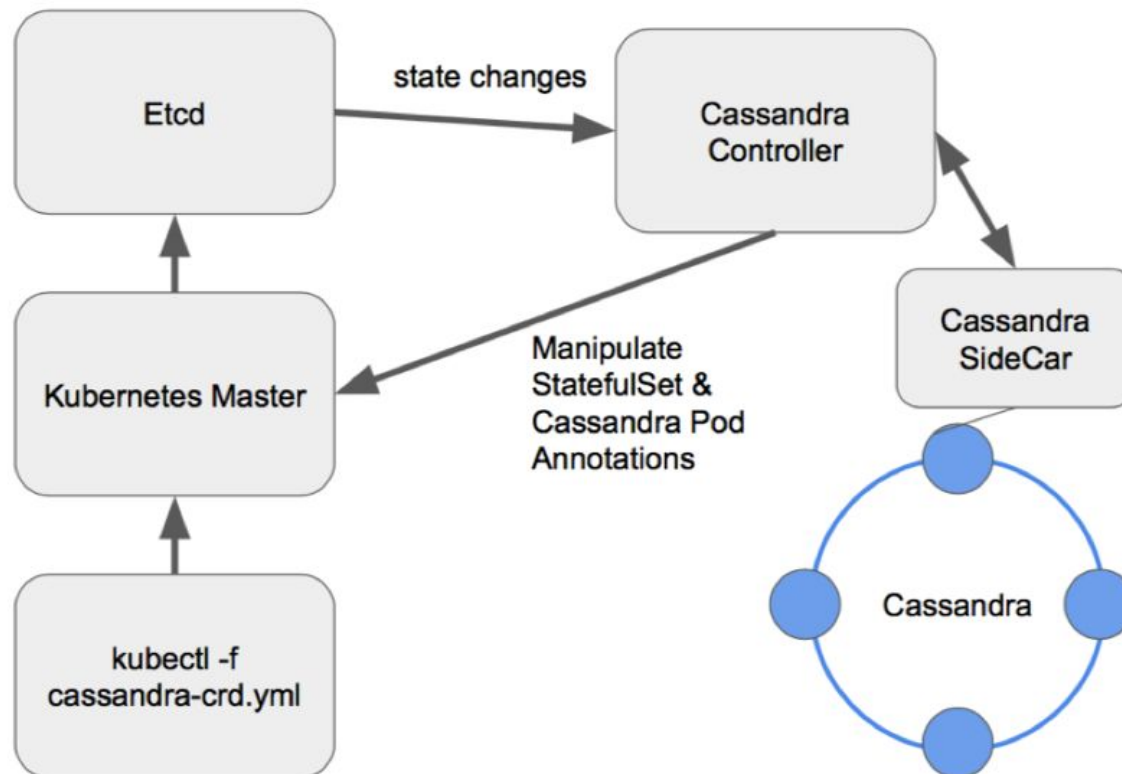 Etcd
state changes
Cassandra
Controller
Kubernetes Master
Manipulate
StatefulSet &
Cassandra Pod
Annotations
Cassandra
SideCar
kubectl -f
cassandra-crd.yml
Cassandra